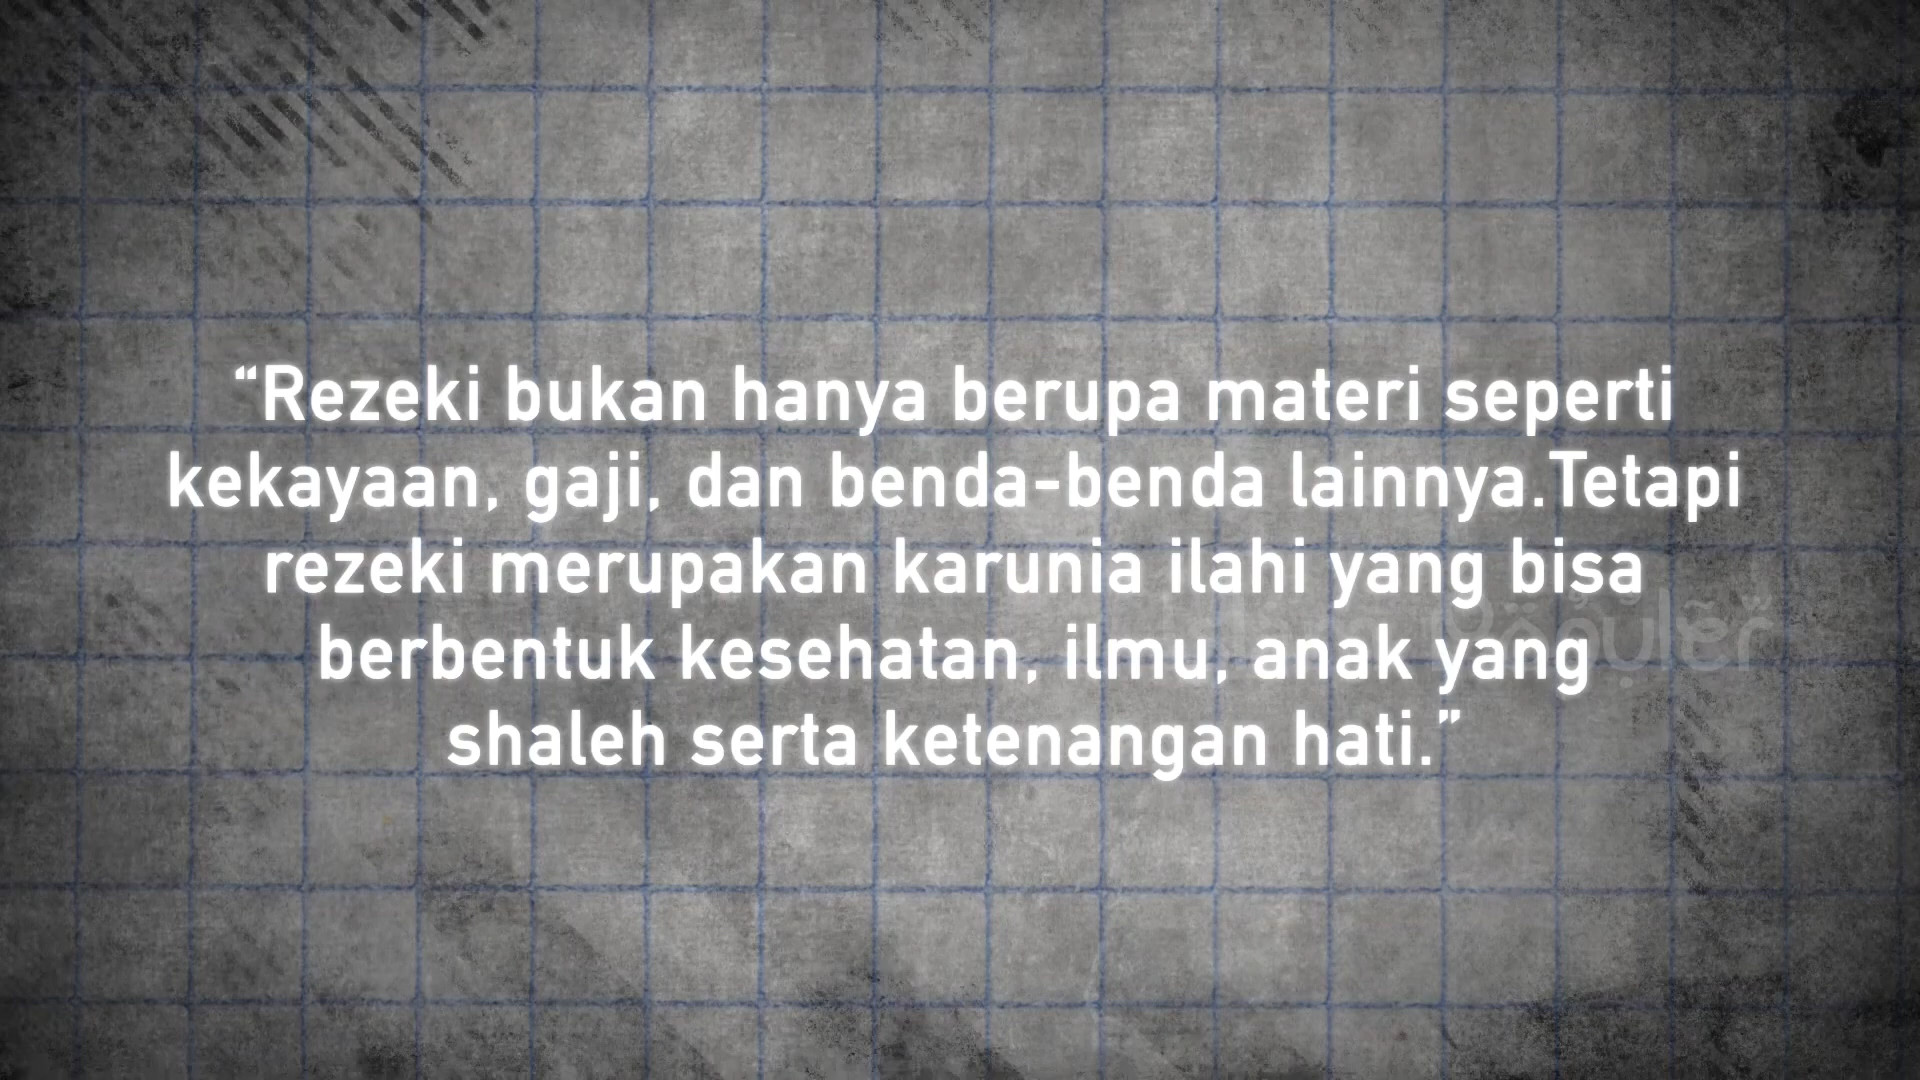 “Rezeki bukan hanya berupa materi seperti
kekayaan, gaji, dan benda-benda lainnya.Tetapi
rezeki merupakan karunia ilahi yang bisa
berbentuk kesehatan, ilmu, anak yang
shaleh serta ketenangan hati.”